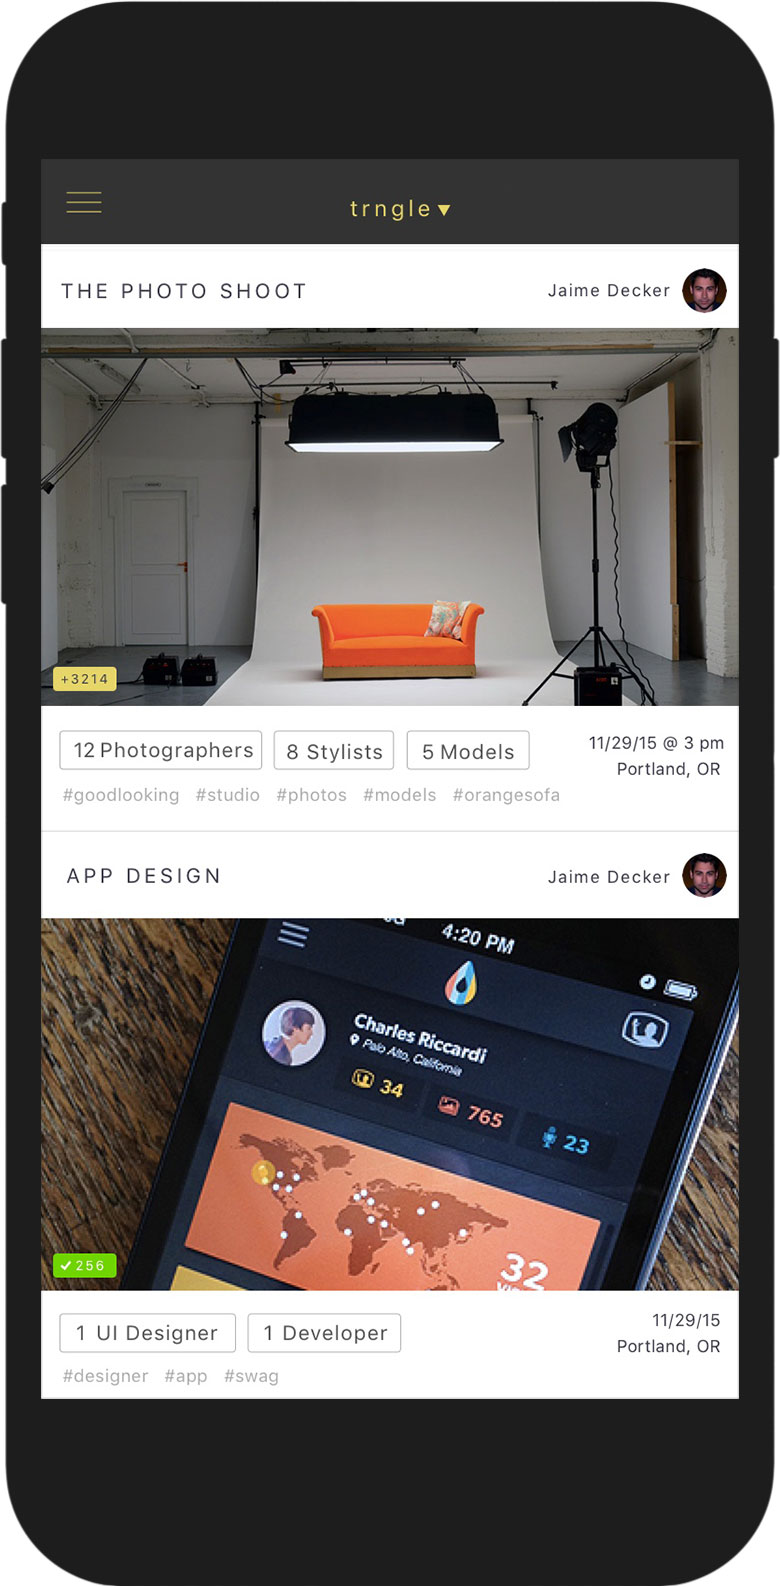 trngle
THE PHOTO SHOOT
Jaime Decker
+3214
12 Photographers
8 Stylists
5 Models
11/29/15 @ 3 pm
Portland, OR
#goodlooking #studio #photos #models #orangesofa
APP DESIGN
Jaime Decker
4:20 PM
Charles Riccardi
Palo Alto, California
34
765
23
32
256
1 UI Designer
1 Developer
11/29/15
Portland, OR
#designer #app #swag